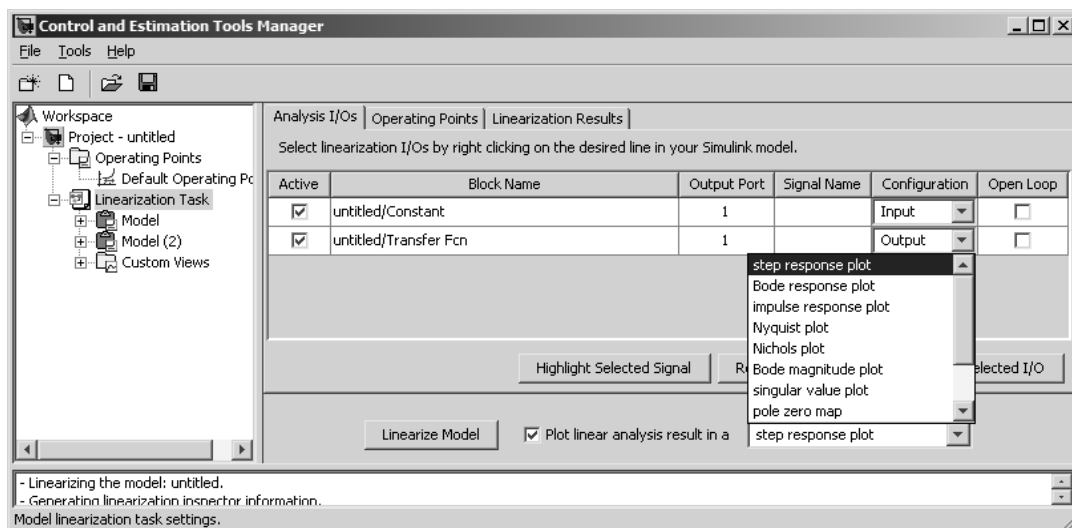 Control and Estimation Tools Manager
File Tools Help
Workspace
Project - untitled
Operating Points
Default Operating Po
Linearization Task
Model
Model (2)
Custom Views
Analysis I/Os Operating Points Linearization Results
Select linearization I/Os by right clicking on the desired line in your Simulink model.
Active Block Name Output Port Signal Name Configuration Open Loop
untitled/Constant 1 Input
untitled/Transfer Fcn 1 Output
step response plot
Bode response plot
impulse response plot
Nyquist plot
Nichols plot
Bode magnitude plot
singular value plot
pole zero map
Highlight Selected Signal
elected I/O
Linearize Model Plot linear analysis result in a step response plot
- Linearizing the model: untitled.
- Generating linearization inspector information.
Model linearization task settings.